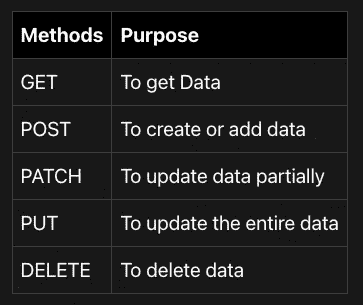 Methods Purpose
GET To get Data
POST To create or add data
PATCH To update data partially
PUT To update the entire data
DELETE To delete data